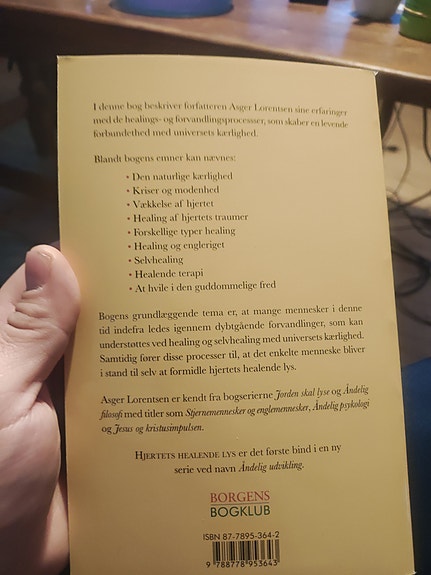 I denne bog beskriver forfatteren Asger Lorentsen sine erfaringer
med de healings- og forvandlingsprocessser, som skaber en levende
forbundethed med universets kærlighed.
Blandt bogens emner kan nævnes:
• Den naturlige kærlighed
• Kriser og modenhed
• Vækkelse af hjertet
• Healing af hjertets traumer
• Forskellige typer healing
• Healing og engleriget
• Selvhealing
• Healende terapi
• At hvile i den guddommelige fred
Bogens grundlæggende tema er, at mange mennesker i denne
tid indefra ledes igennem dybtgående forvandlinger, som kan
understøttes ved healing og selvhealing med universets kærlighed.
Samtidig fører disse processer til, at det enkelte menneske bliver
i stand til selv at formidle hjertets healende lys.
Asger Lorentsen er kendt fra bogserierne Jorden skal lyse og Åndelig
filosofi med titler som Stjernemennesker og englemennesker, Åndelig psykologi
og Jesus og kristusimpulsen.
HJERTETS HEALENDE LYS er det første bind i en ny
serie ved navn Åndelig udvikling.
BORGENS
BOGKLUB
ISBN 87-7895-364-2
9 788778 953643